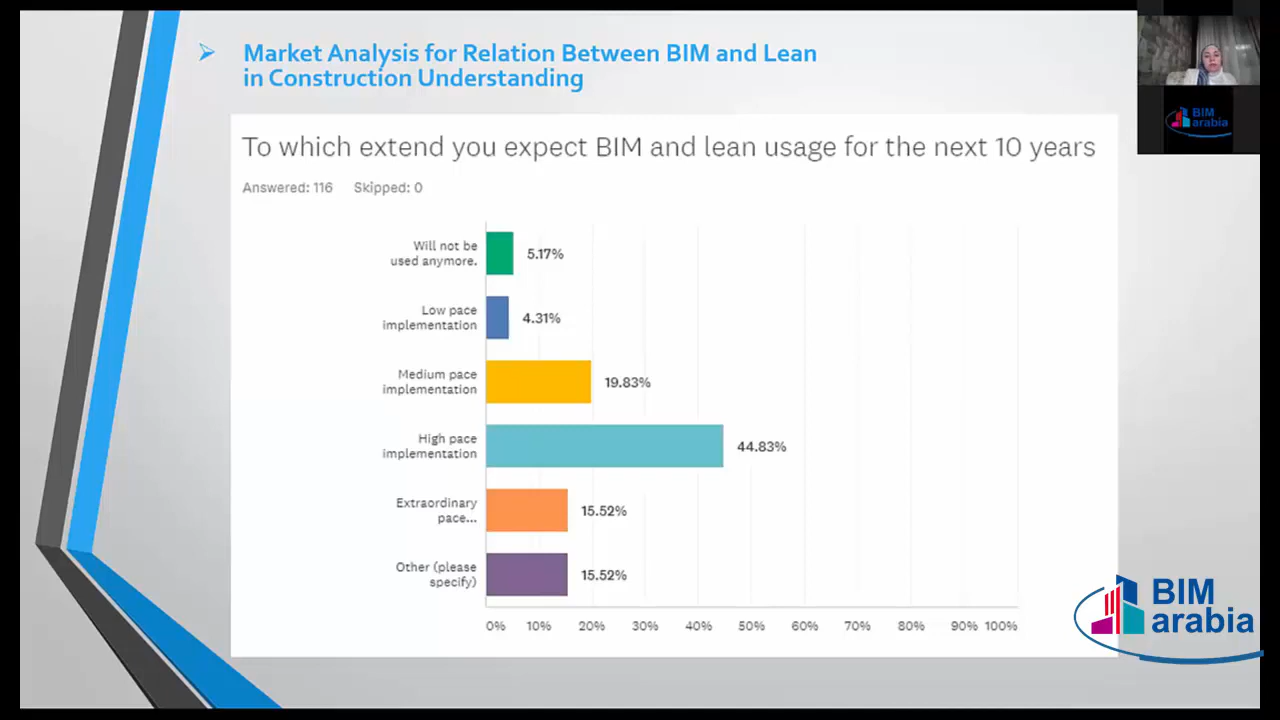 Market Analysis for Relation Between BIM and Lean
in Construction Understanding
BIM
arabia
To which extend you expect BIM and lean usage for the next 10 years
Answered: 116 Skipped: 0
Will not be
used anymore.
5.17%
Low pace
implementation
4.31%
Medium pace
implementation
19.83%
High pace
implementation
44.83%
Extraordinary
pace...
15.52%
Other (please
specify)
15.52%
0% 10% 20% 30% 40% 50% 60% 70% 80% 90% 100%
BIM
arabia